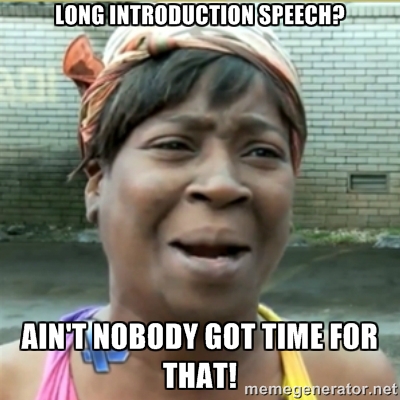 LONG INTRODUCTION SPEECH?
AIN'T NOBODY GOT TIME FOR
THAT!
memegenerator.net